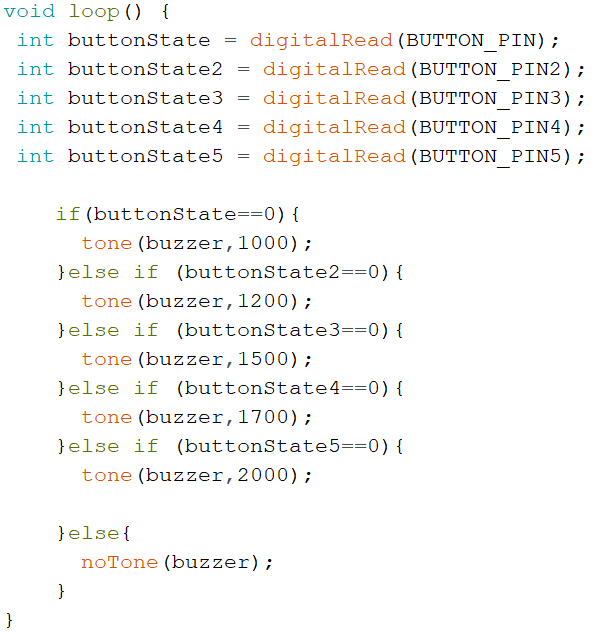 void loop() {
 int buttonState = digitalRead(BUTTON_PIN);
 int buttonState2 = digitalRead(BUTTON_PIN2);
 int buttonState3 = digitalRead(BUTTON_PIN3);
 int buttonState4 = digitalRead(BUTTON_PIN4);
 int buttonState5 = digitalRead(BUTTON_PIN5);

    if(buttonState==0){
      tone(buzzer,1000);
    }else if (buttonState2==0){
      tone(buzzer,1200);
    }else if (buttonState3==0){
      tone(buzzer,1500);
    }else if (buttonState4==0){
      tone(buzzer,1700);
    }else if (buttonState5==0){
      tone(buzzer,2000);

    }else{
      noTone(buzzer);
    }
}